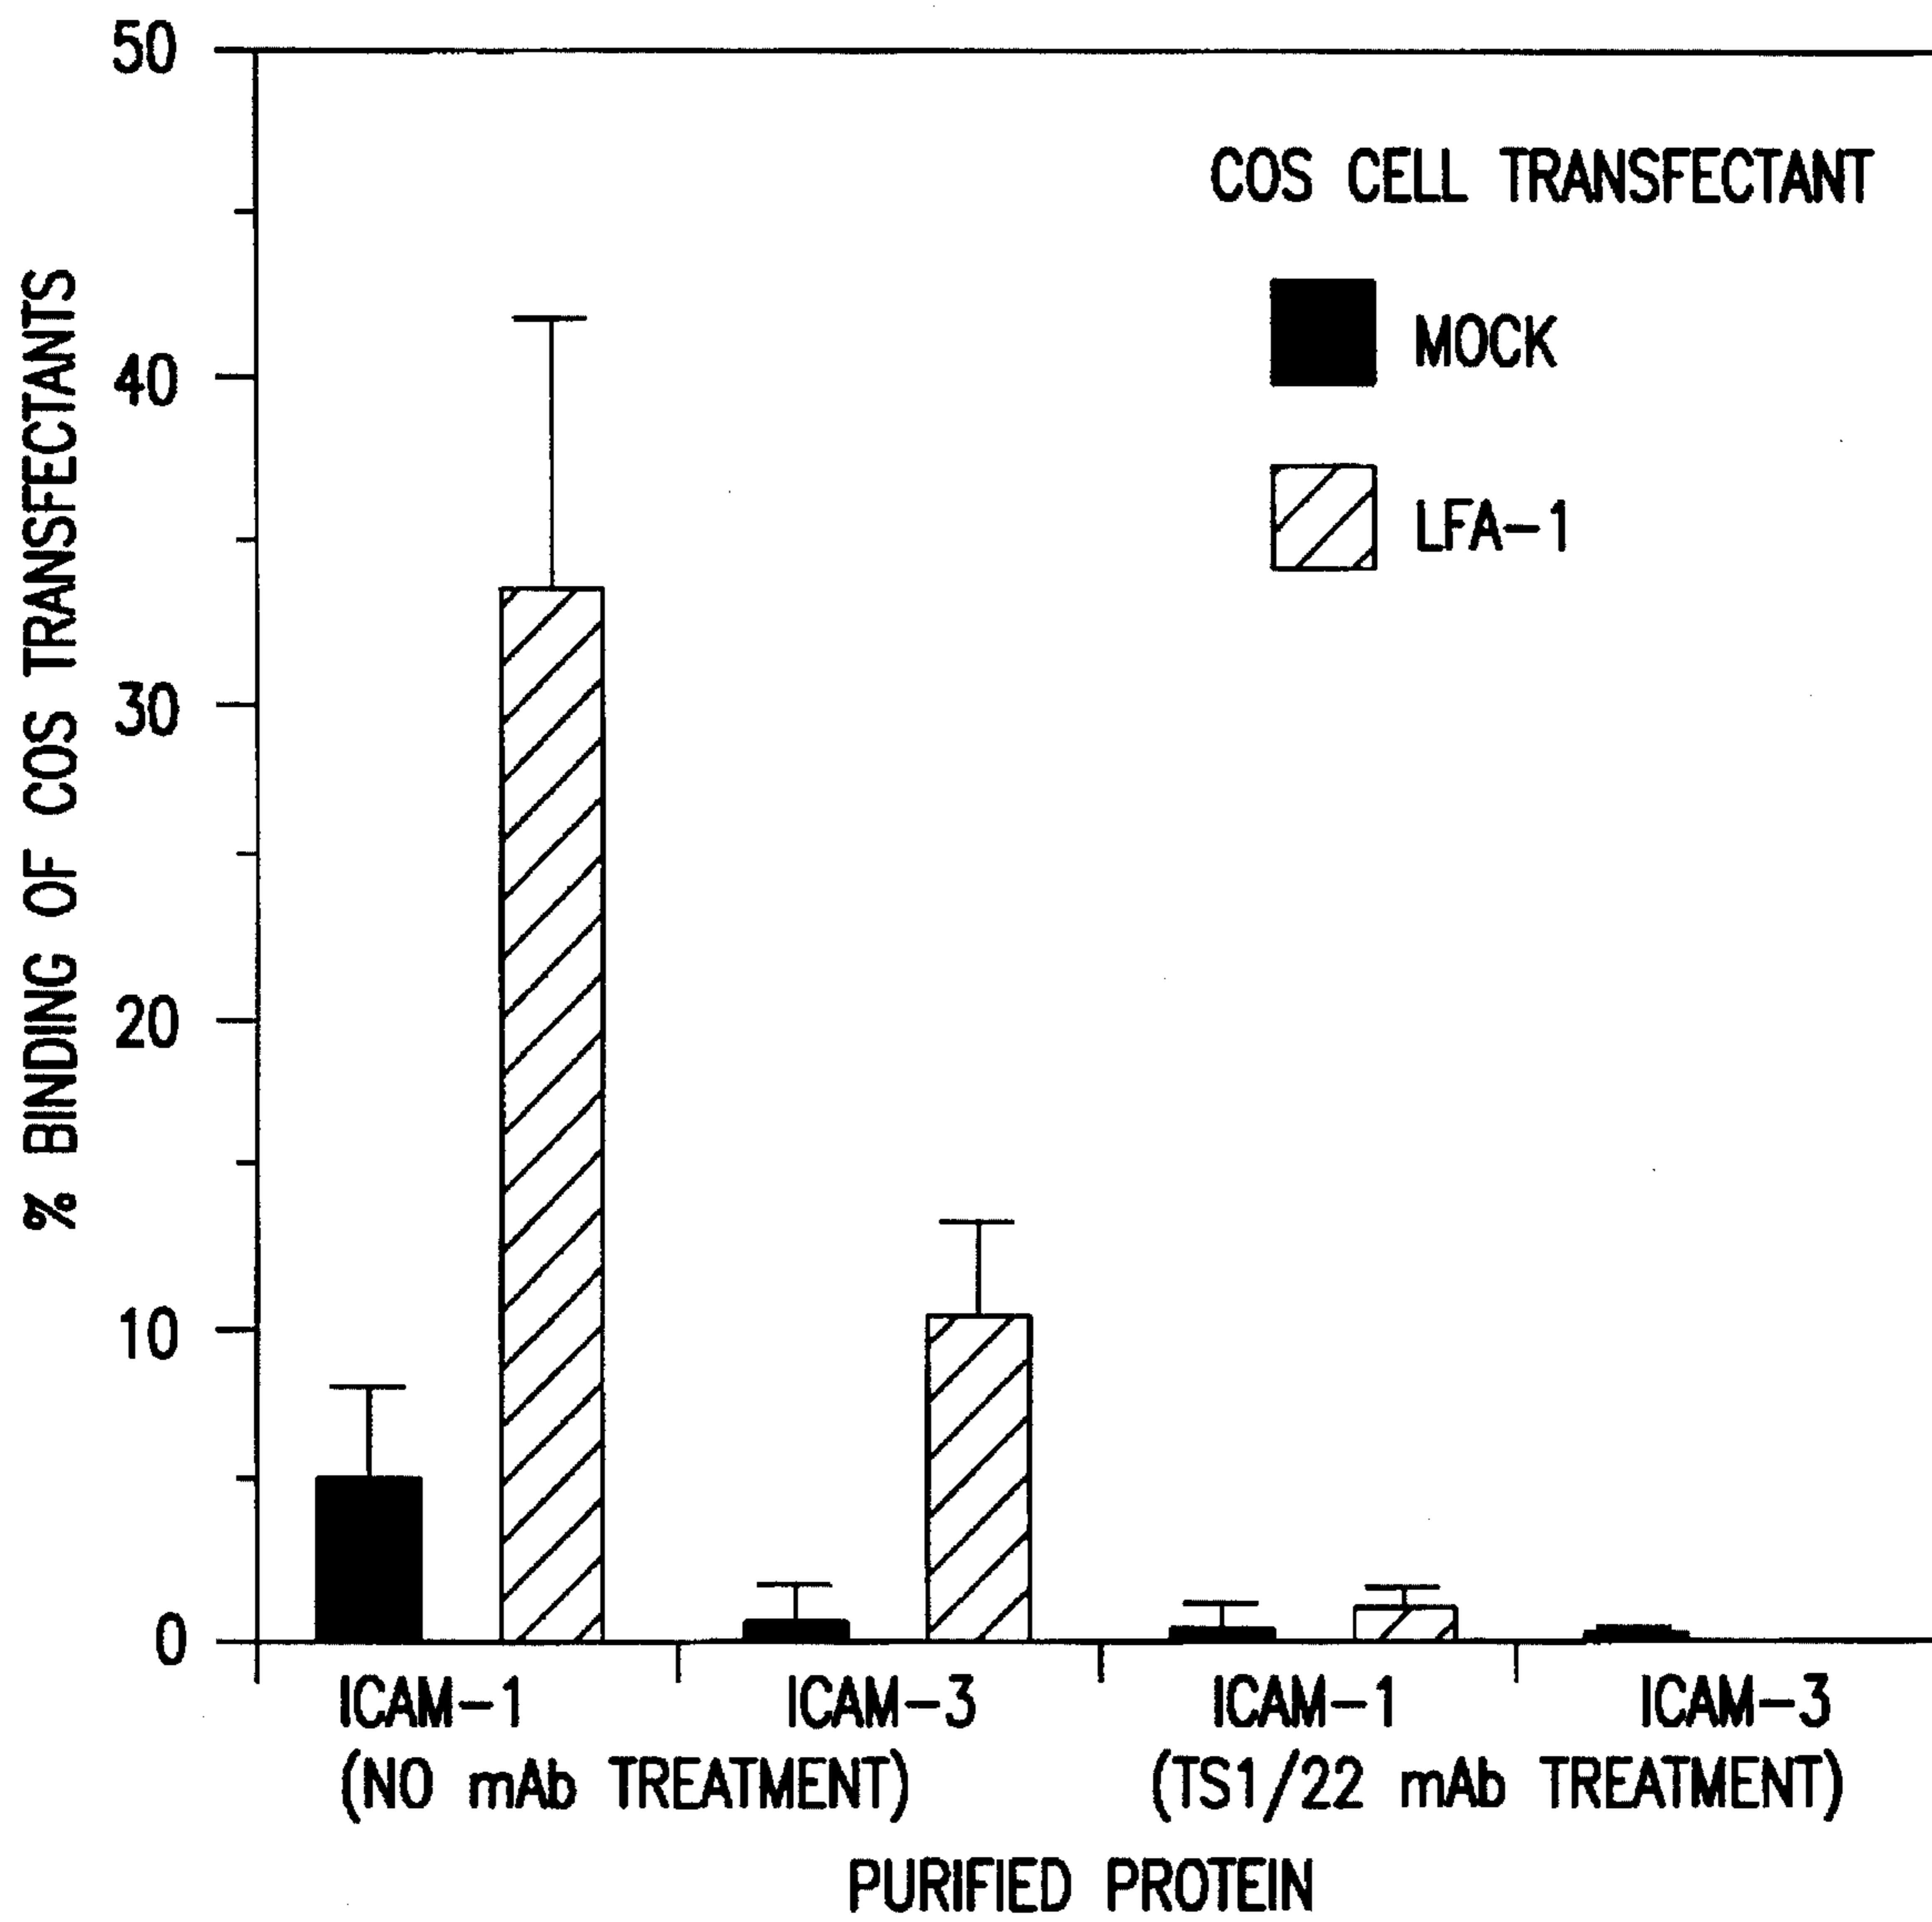 50
40
30
20
10
0
% BINDING OF COS TRANSFECTANTS
COS CELL TRANSFECTANT
MOCK
LFA-1
ICAM-1 ICAM-3 ICAM-1 ICAM-3
(NO mAb TREATMENT) (TS1/22 mAb TREATMENT)
PURIFIED PROTEIN